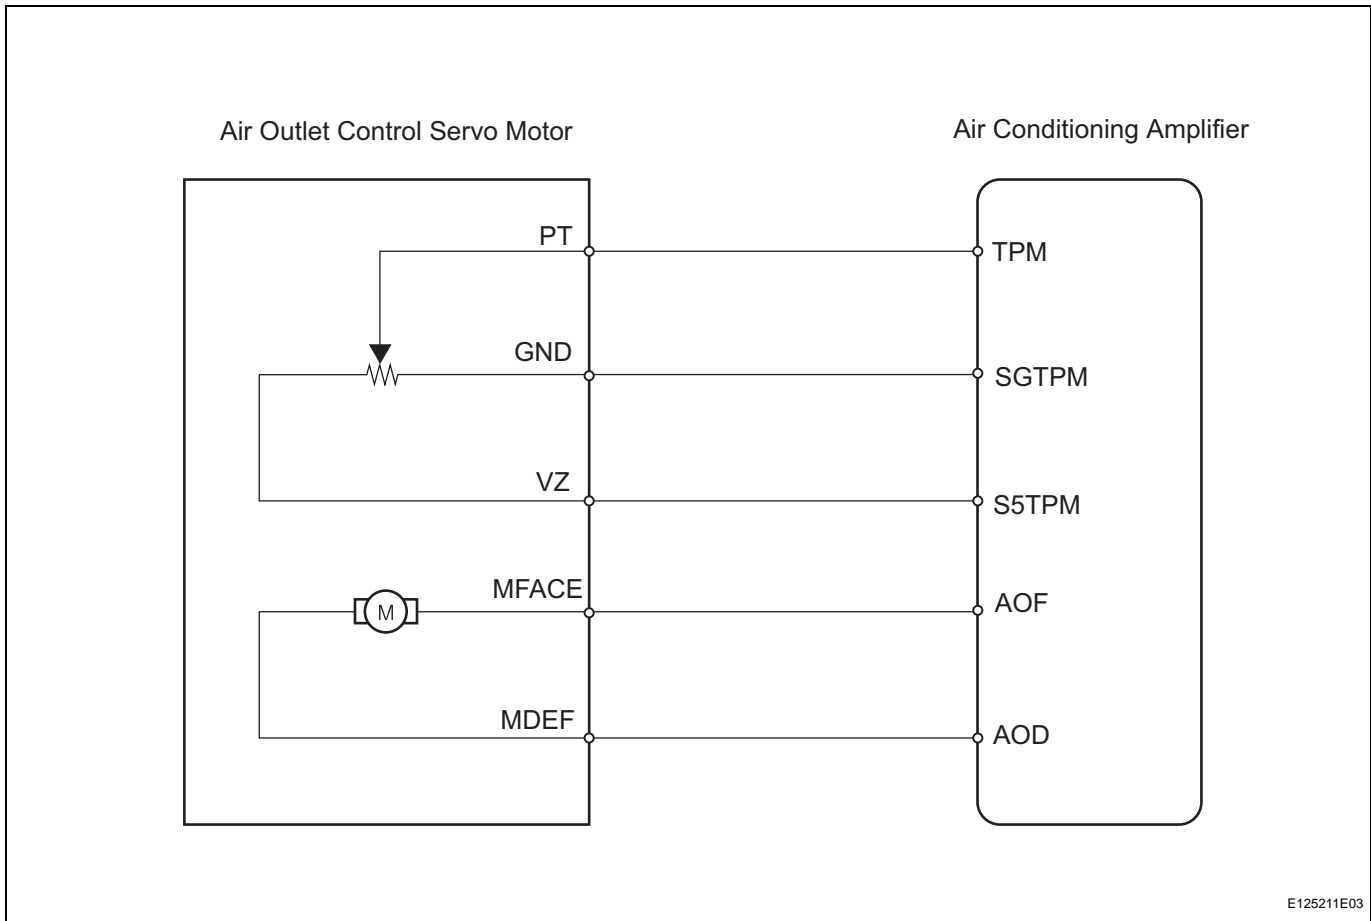 Air Outlet Control Servo Motor
Air Conditioning Amplifier
PT
TPM
GND
SGTPM
VZ
S5TPM
MFACE
AOF
M
MDEF
AOD
E125211E03